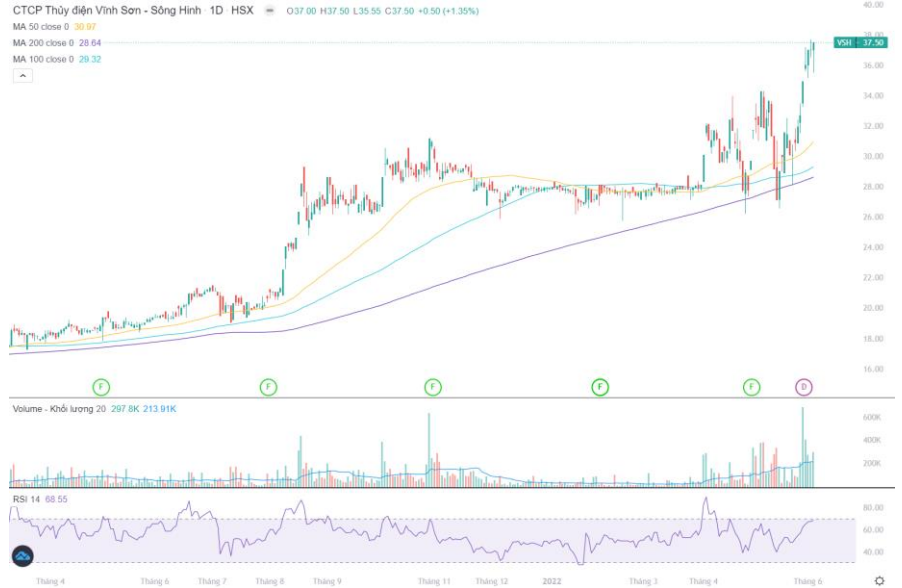 CTCP Thủy điện Vĩnh Sơn - Sông Hinh · 1D · HSX O37.00 H37.50 L35.55 C37.50 +0.50 (+1.35%)
MA 50 close 0 30.97
MA 200 close 0 28.64
MA 100 close 0 29.32
40.00
38.00
VSH 37.50
36.00
34.00
32.00
30.00
28.00
26.00
24.00
22.00
20.00
18.00
16.00
F F F F F D
Volume - Khối lượng 20 297.8K 213.91K
600K
400K
200K
RSI 14 68.55
80.00
60.00
40.00
Tháng 4 Tháng 6 Tháng 7 Tháng 8 Tháng 9 Tháng 11 Tháng 12 2022 Tháng 3 Tháng 4 Tháng 6